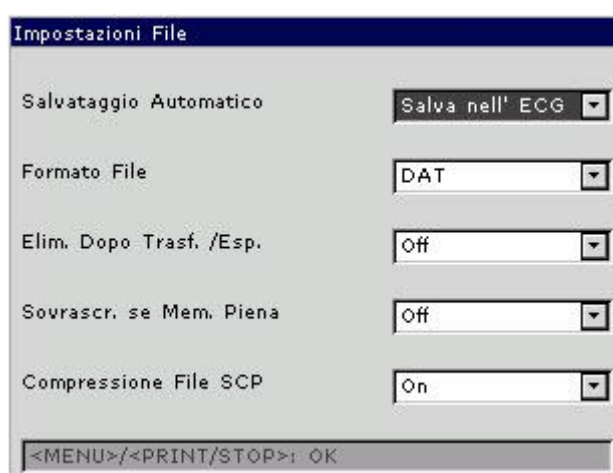 Impostazioni File
Salvataggio Automatico Salva nell' ECG
Formato File DAT
Elim. Dopo Trasf. /Esp. Off
Sovrascr. se Mem. Piena Off
Compressione File SCP On
<MENU>/<PRINT/STOP>: OK